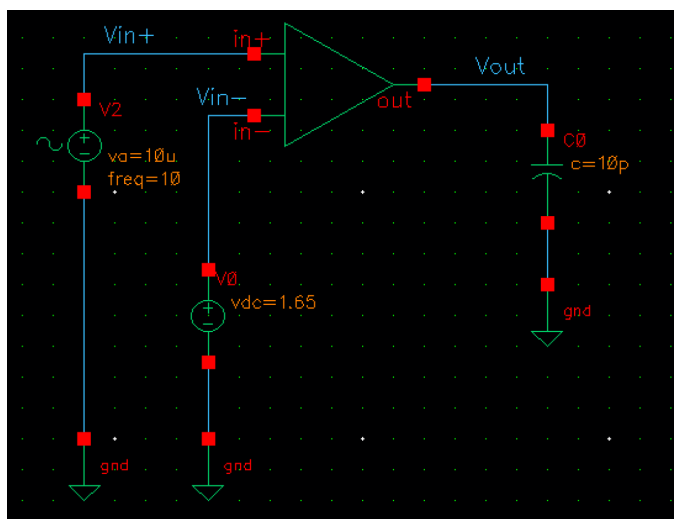 Vin+
in+
Vin-
in-
out
Vout
V2
va=10u
freq=10
C0
c=10p
V0
vdc=1.65
gnd
gnd
gnd